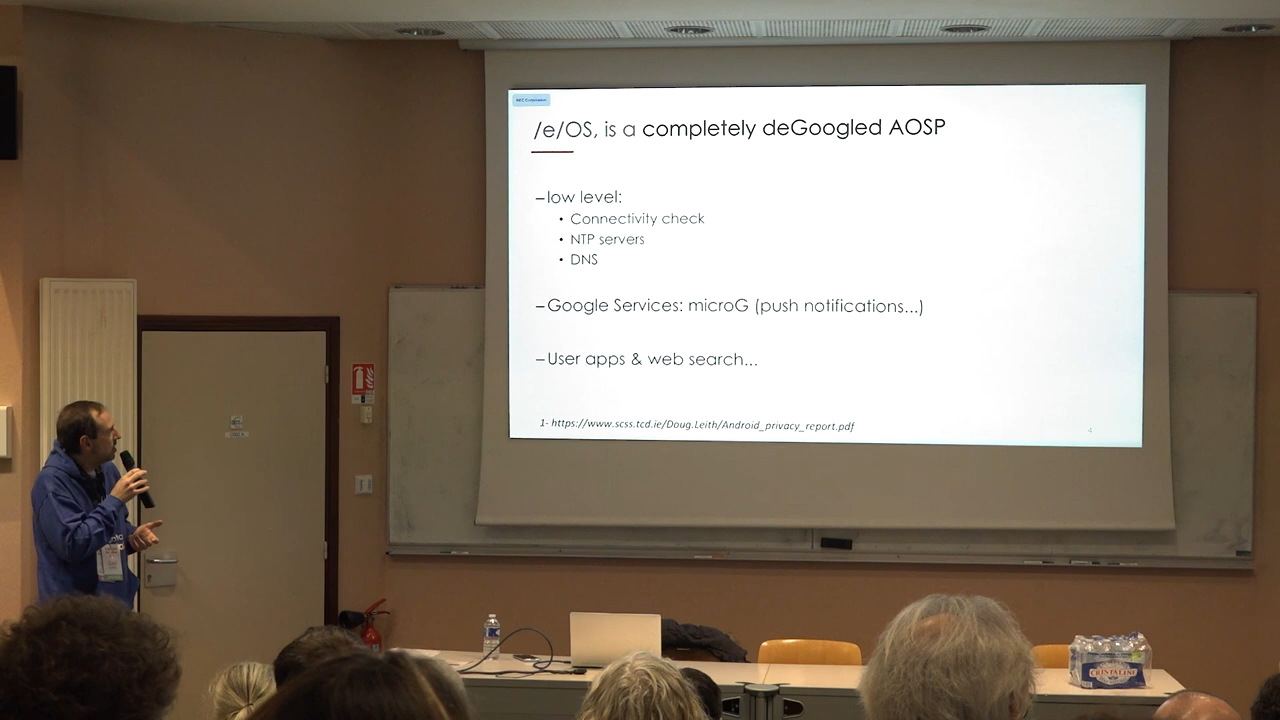 /e/OS, is a completely deGoogled AOSP
–low level:
• Connectivity check
• NTP servers
• DNS
–Google Services: microG (push notifications...)
–User apps & web search...
1- https://www.scss.tcd.ie/Doug.Leith/Android_privacy_report.pdf
4
CRISTALINE